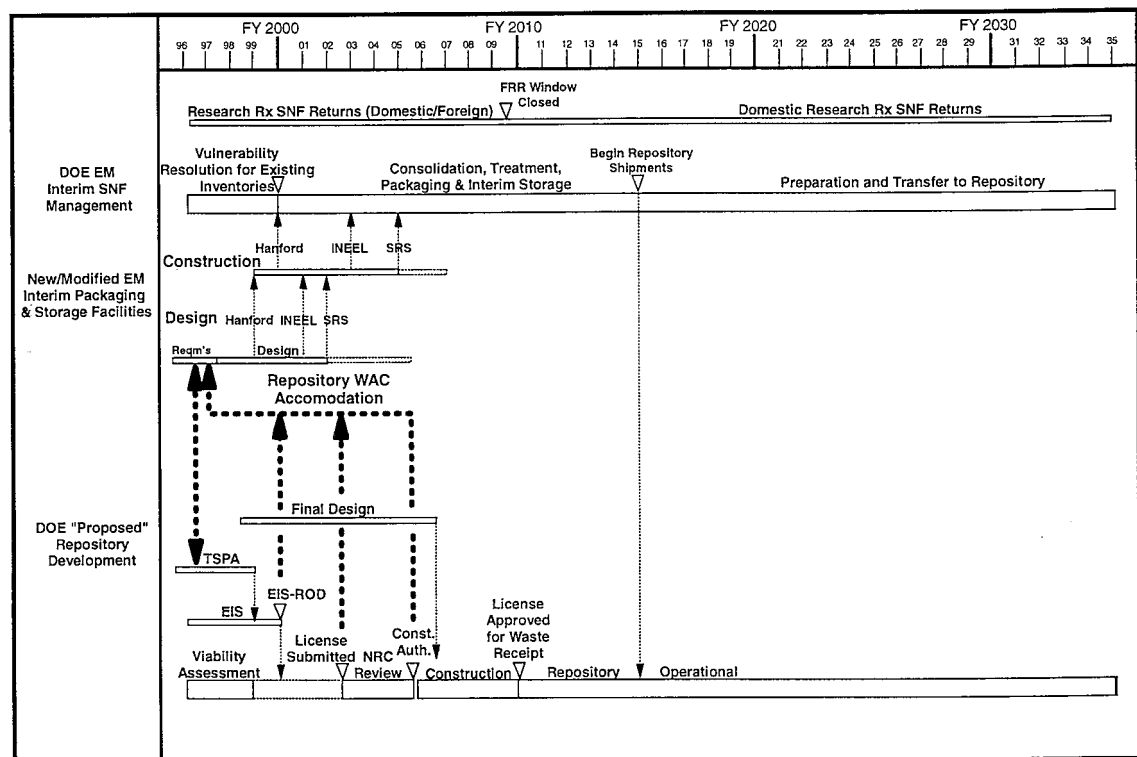 FY 2000 FY 2010 FY 2020 FY 2030
96 97 98 99 01 02 03 04 05 06 07 08 09 11 12 13 14 15 16 17 18 19 21 22 23 24 25 26 27 28 29 31 32 33 34 35
FRR Window
Closed
Research Rx SNF Returns (Domestic/Foreign)
Domestic Research Rx SNF Returns
DOE EM
Interim SNF
Management
Vulnerability
Resolution for Existing
Inventories
Consolidation, Treatment,
Packaging & Interim Storage
Begin Repository
Shipments
Preparation and Transfer to Repository
Hanford INEEL SRS
Construction
New/Modified EM
Interim Packaging
& Storage Facilities
Design
Hanford INEEL SRS
Reqm's Design
Repository WAC
Accomodation
Final Design
DOE "Proposed"
Repository
Development
TSPA
EIS-ROD
EIS
Viability
Assessment
License
Submitted
NRC
Review
Const.
Auth.
Construction
License
Approved
for Waste
Receipt
Repository Operational